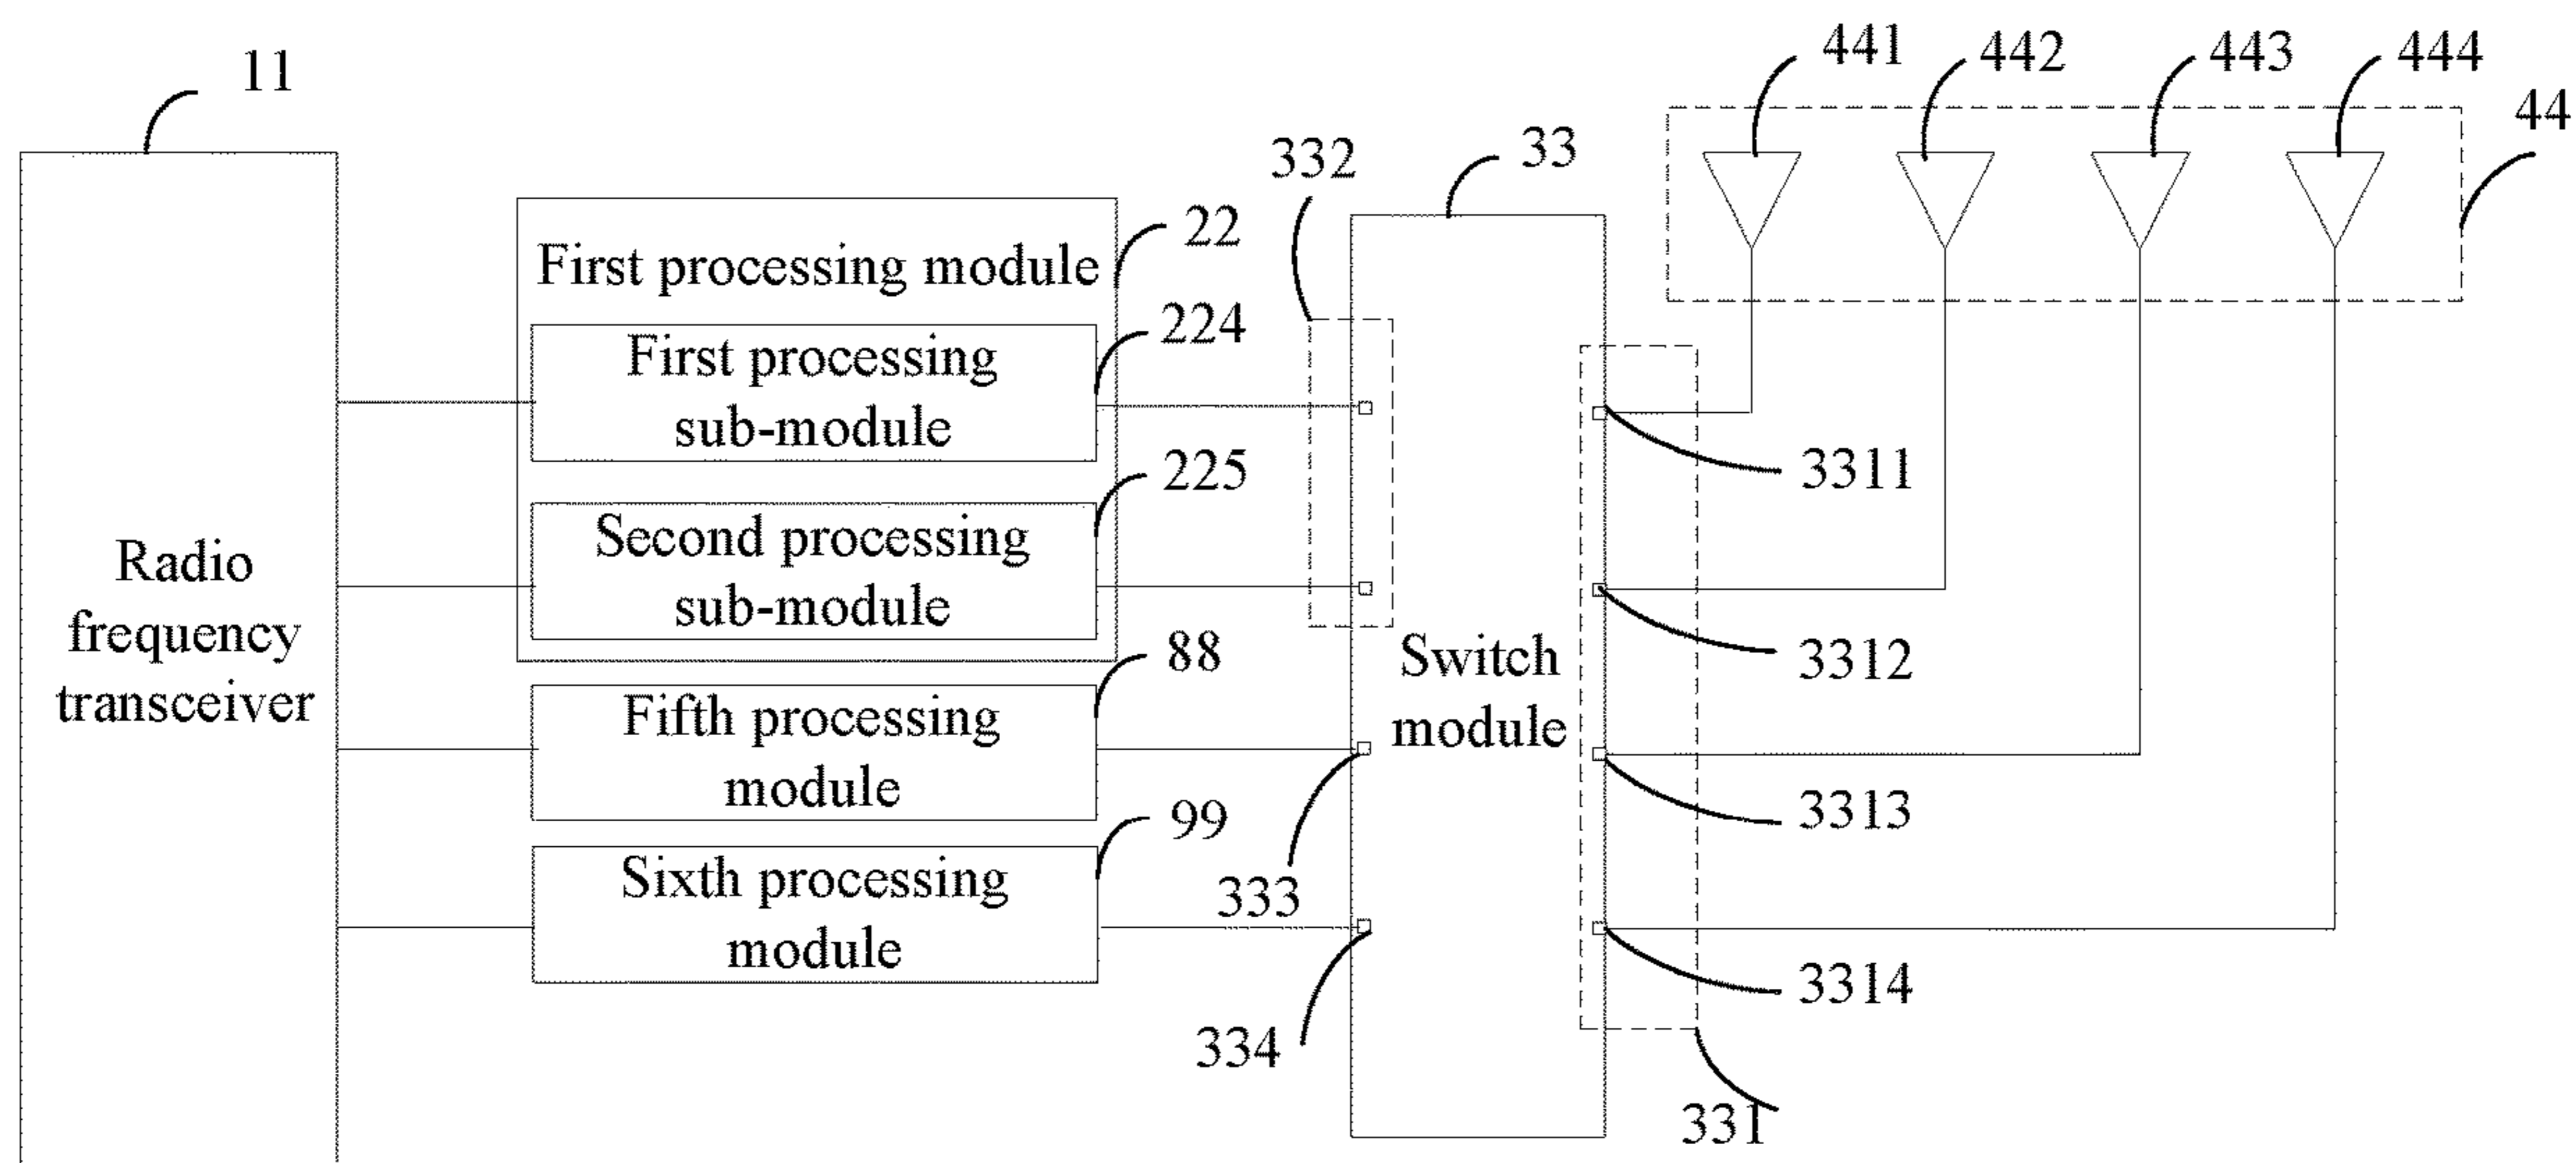 11
441
442
443
444
44
332
33
22
First processing module
224
First processing
sub-module
3311
225
Second processing
sub-module
Radio
frequency
transceiver
Switch
module
3312
88
Fifth processing
module
3313
99
333
Sixth processing
module
3314
334
331